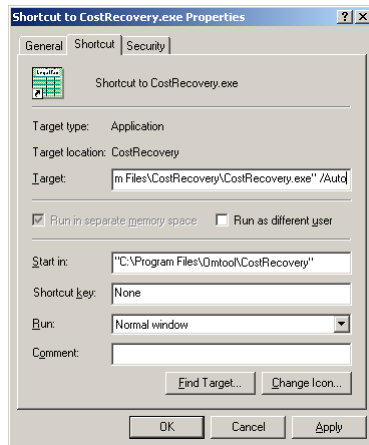 Shortcut to CostRecovery.exe Properties
General Shortcut Security
Shortcut to CostRecovery.exe
Target type: Application
Target location: CostRecovery
Target: m Files\CostRecovery\CostRecovery.exe" /Auto
Run in separate memory space Run as different user
Start in: "C:\Program Files\Omtool\CostRecovery"
Shortcut key: None
Run: Normal window
Comment:
Find Target... Change Icon...
OK Cancel Apply